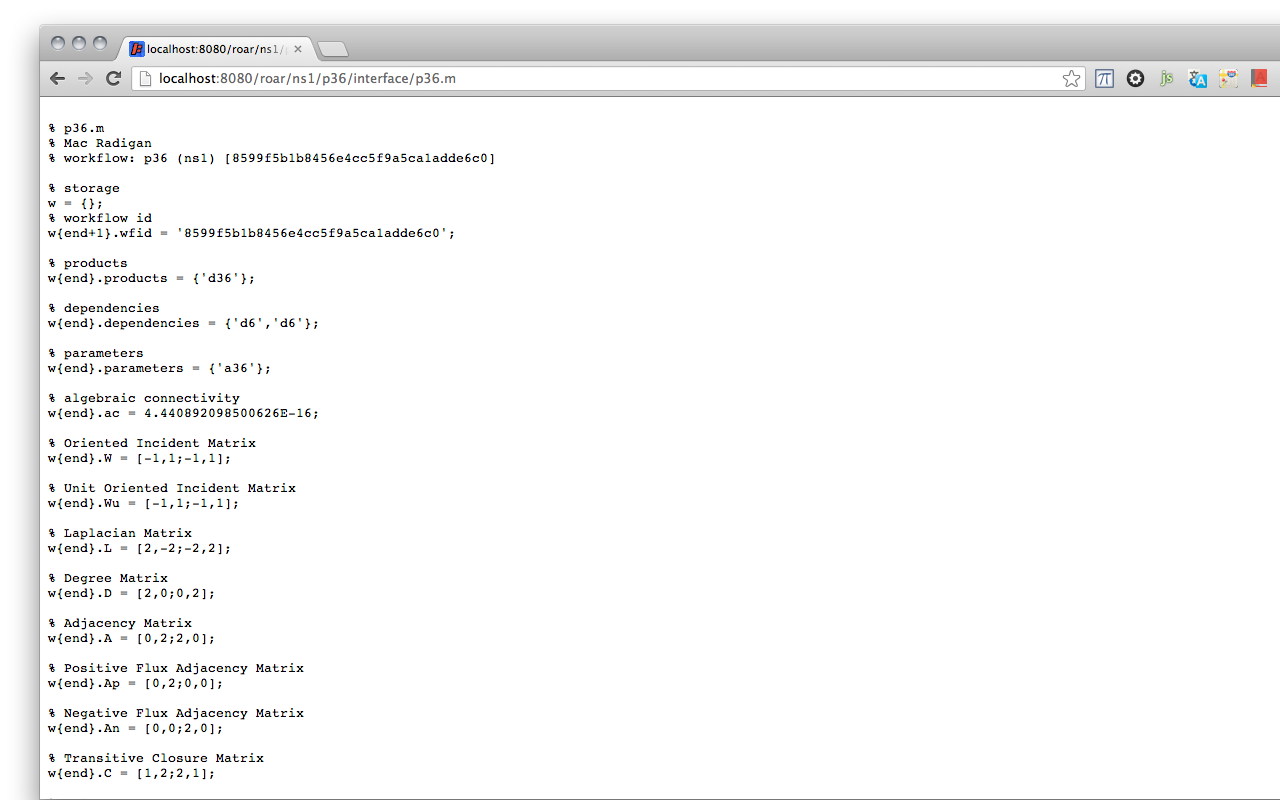 localhost:8080/roar/ns1/
localhost:8080/roar/ns1/p36/interface/p36.m
π
js
% p36.m
% Mac Radigan
% workflow: p36 (ns1) [8599f5b1b8456e4cc5f9a5ca1adde6c0]
% storage
w = {};
% workflow id
w{end+1}.wfid = '8599f5b1b8456e4cc5f9a5ca1adde6c0';
% products
w{end}.products = {'d36'};
% dependencies
w{end}.dependencies = {'d6','d6'};
% parameters
w{end}.parameters = {'a36'};
% algebraic connectivity
w{end}.ac = 4.440892098500626E-16;
% Oriented Incident Matrix
w{end}.W = [-1,1;-1,1];
% Unit Oriented Incident Matrix
w{end}.Wu = [-1,1;-1,1];
% Laplacian Matrix
w{end}.L = [2,-2;-2,2];
% Degree Matrix
w{end}.D = [2,0;0,2];
% Adjacency Matrix
w{end}.A = [0,2;2,0];
% Positive Flux Adjacency Matrix
w{end}.Ap = [0,2;0,0];
% Negative Flux Adjacency Matrix
w{end}.An = [0,0;2,0];
% Transitive Closure Matrix
w{end}.C = [1,2;2,1];